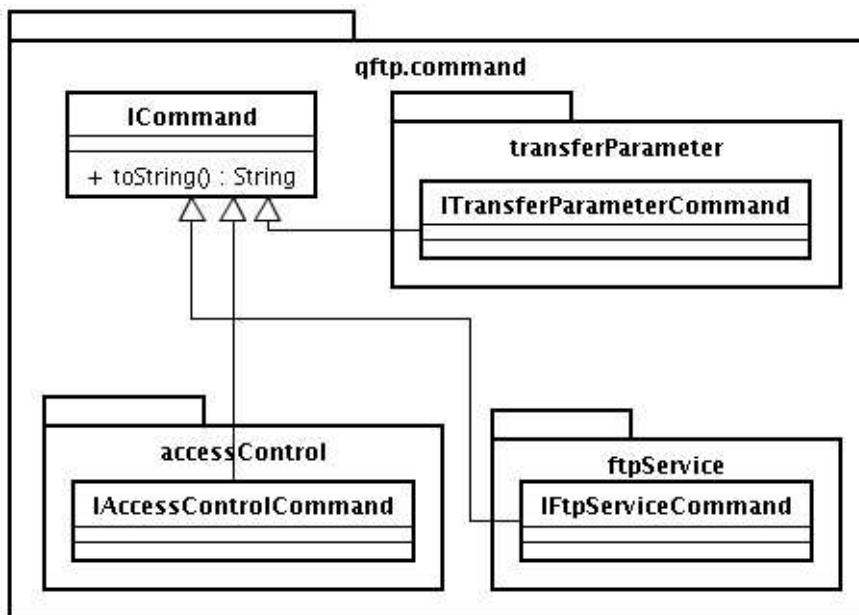 qftp.command
ICommand
+ toString() : String
transferParameter
ITransferParameterCommand
accessControl
IAccessControlCommand
ftpService
IFtpServiceCommand